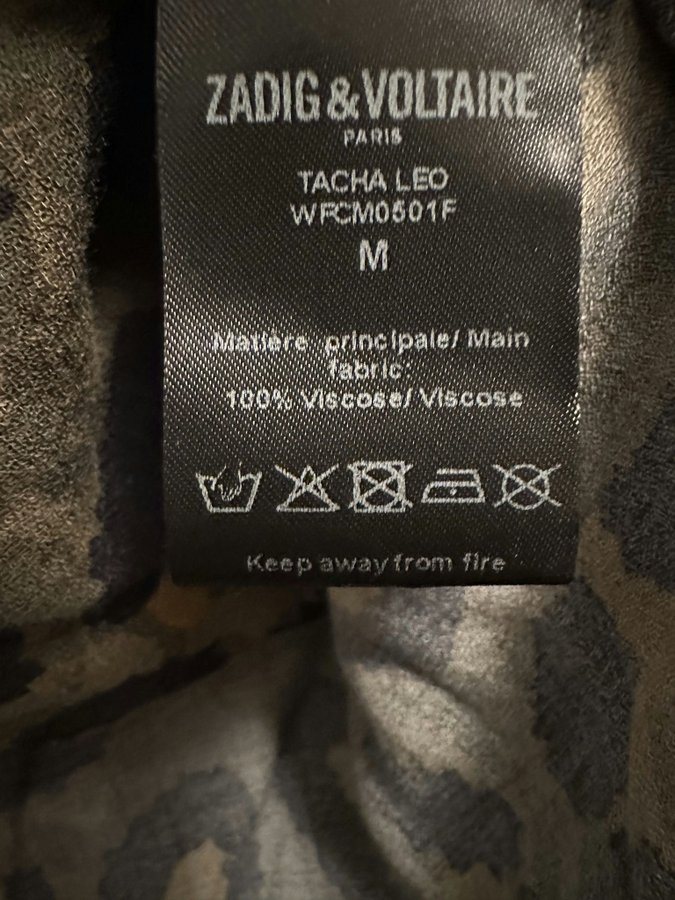 ZADIG & VOLTAIRE
PARIS
TACHA LEO
WFCM0501F
M
Matière principale/ Main
fabric:
100% Viscose/ Viscose
Keep away from fire